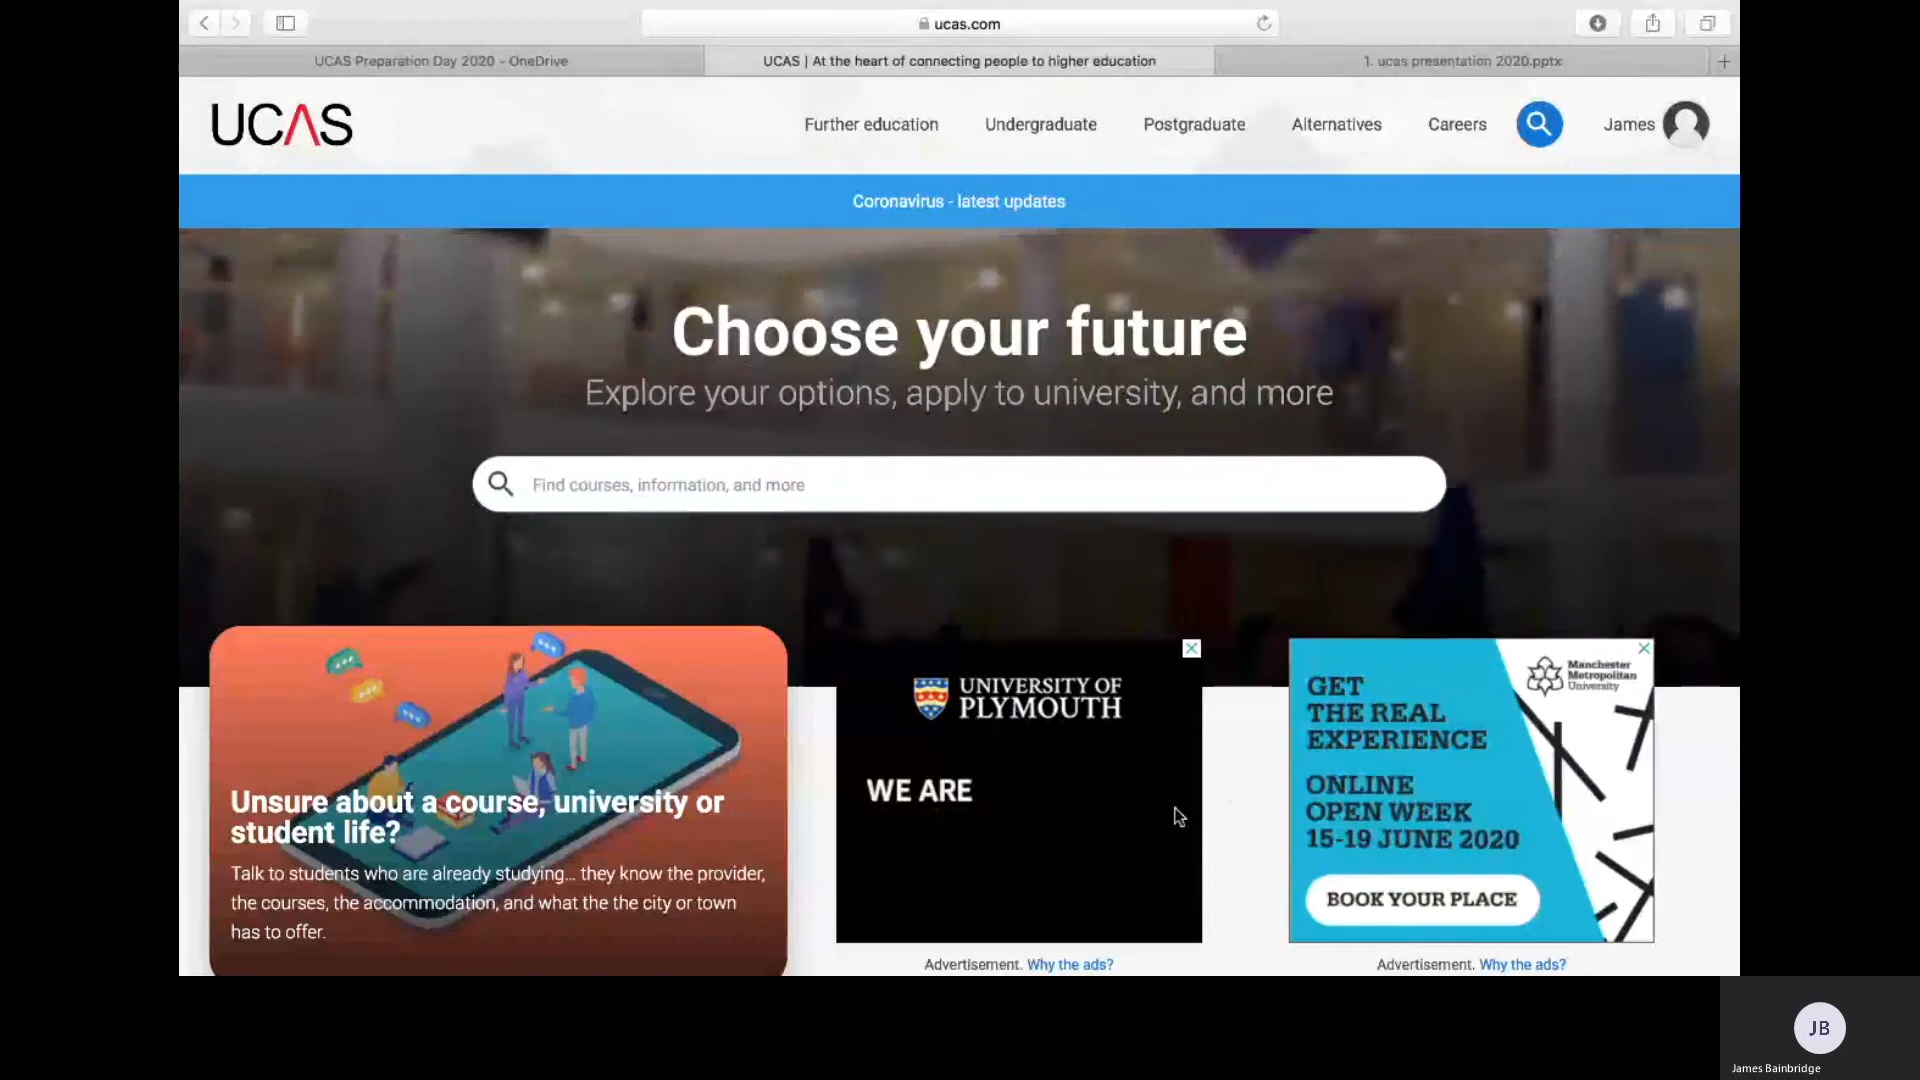 ucas.com
UCAS Preparation Day 2020 - OneDrive
UCAS | At the heart of connecting people to higher education
1. ucas presentation 2020.pptx
UCAS
Further education
Undergraduate
Postgraduate
Alternatives
Careers
James
Coronavirus - latest updates
Choose your future
Explore your options, apply to university, and more
Find courses, information, and more
Unsure about a course, university or
student life?
Talk to students who are already studying... they know the provider,
the courses, the accommodation, and what the the city or town
has to offer.
UNIVERSITY OF
PLYMOUTH
WE ARE
Advertisement. Why the ads?
Manchester
Metropolitan
University
GET
THE REAL
EXPERIENCE
ONLINE
OPEN WEEK
15-19 JUNE 2020
BOOK YOUR PLACE
Advertisement. Why the ads?
JB
James Bainbridge